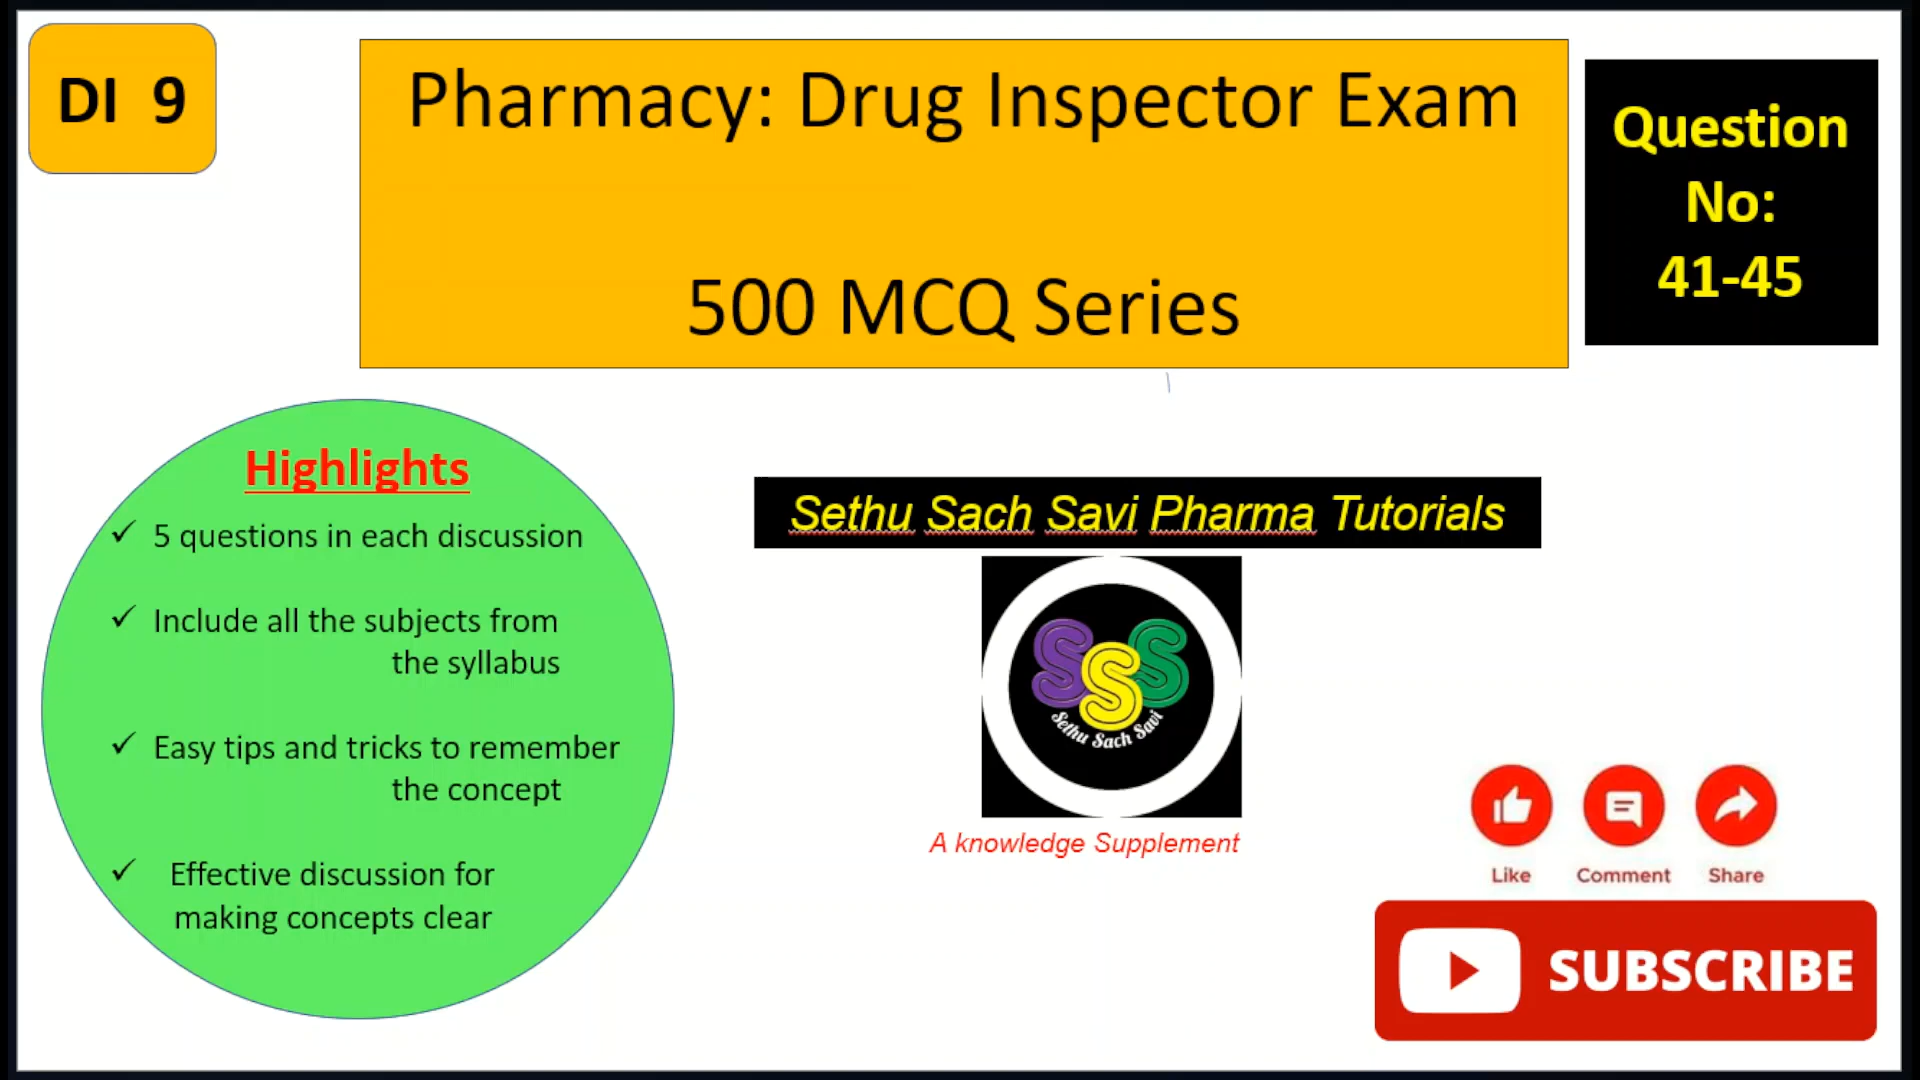 DI 9
Pharmacy: Drug Inspector Exam
500 MCQ Series
Question
No:
41-45
Highlights
✓ 5 questions in each discussion
✓ Include all the subjects from
the syllabus
✓ Easy tips and tricks to remember
the concept
✓ Effective discussion for
making concepts clear
Sethu Sach Savi Pharma Tutorials
SSS
Sethu Sach Savi
A knowledge Supplement
Like Comment Share
SUBSCRIBE